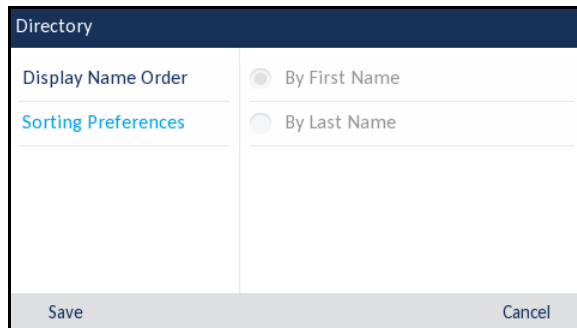 Directory
Display Name Order
By First Name
Sorting Preferences
By Last Name
Save
Cancel